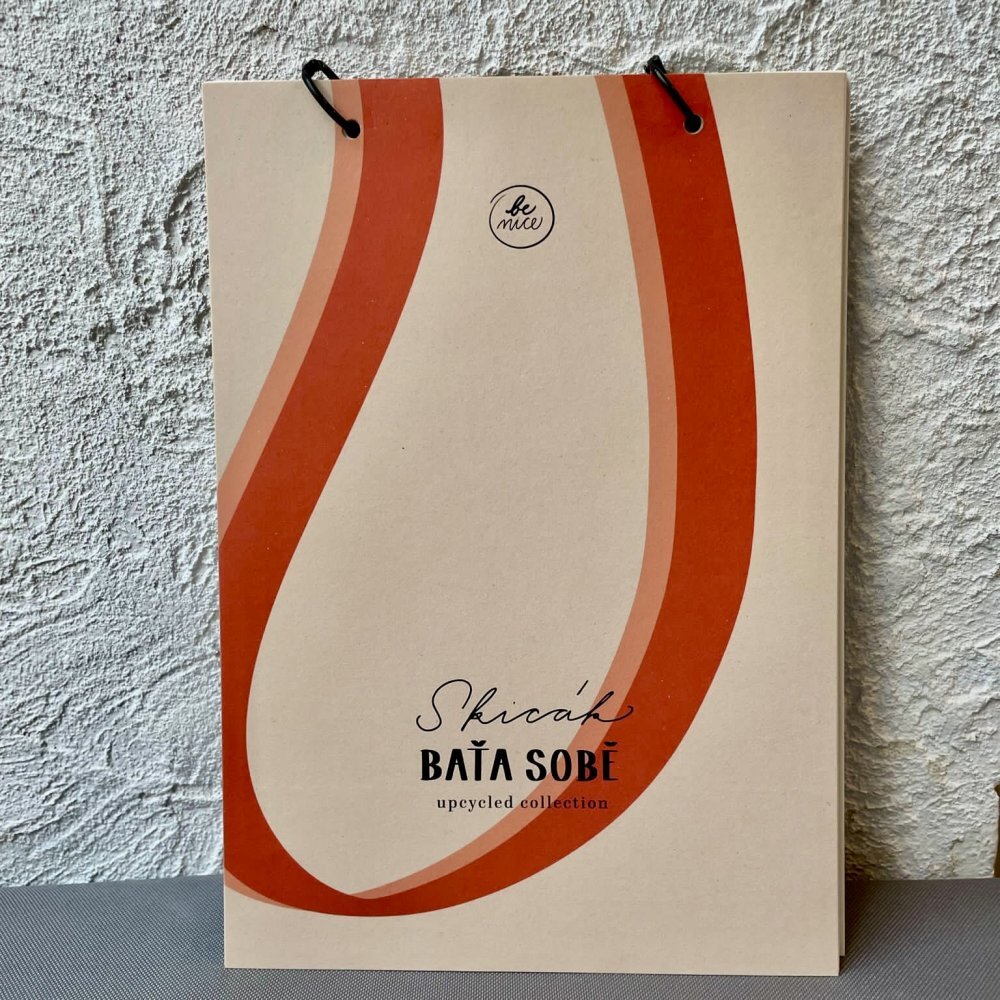 be
nice
Skicák
BAŤA SOBĚ
upcycled collection